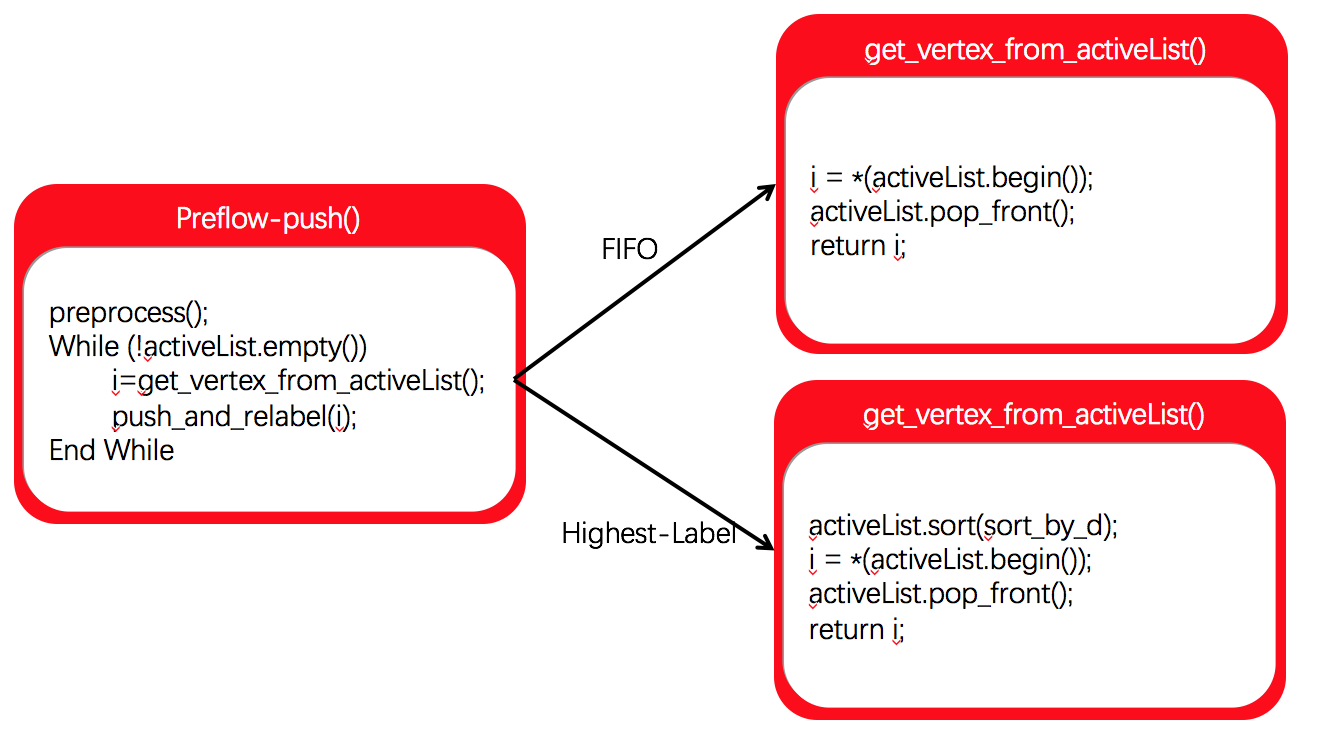 Preflow-push()
preprocess();
While (!activeList.empty())
i=get_vertex_from_activeList();
push_and_relabel(i);
End While
FIFO
Highest-Label
get_vertex_from_activeList()
i = *(activeList.begin());
activeList.pop_front();
return i;
get_vertex_from_activeList()
activeList.sort(sort_by_d);
i = *(activeList.begin());
activeList.pop_front();
return i;